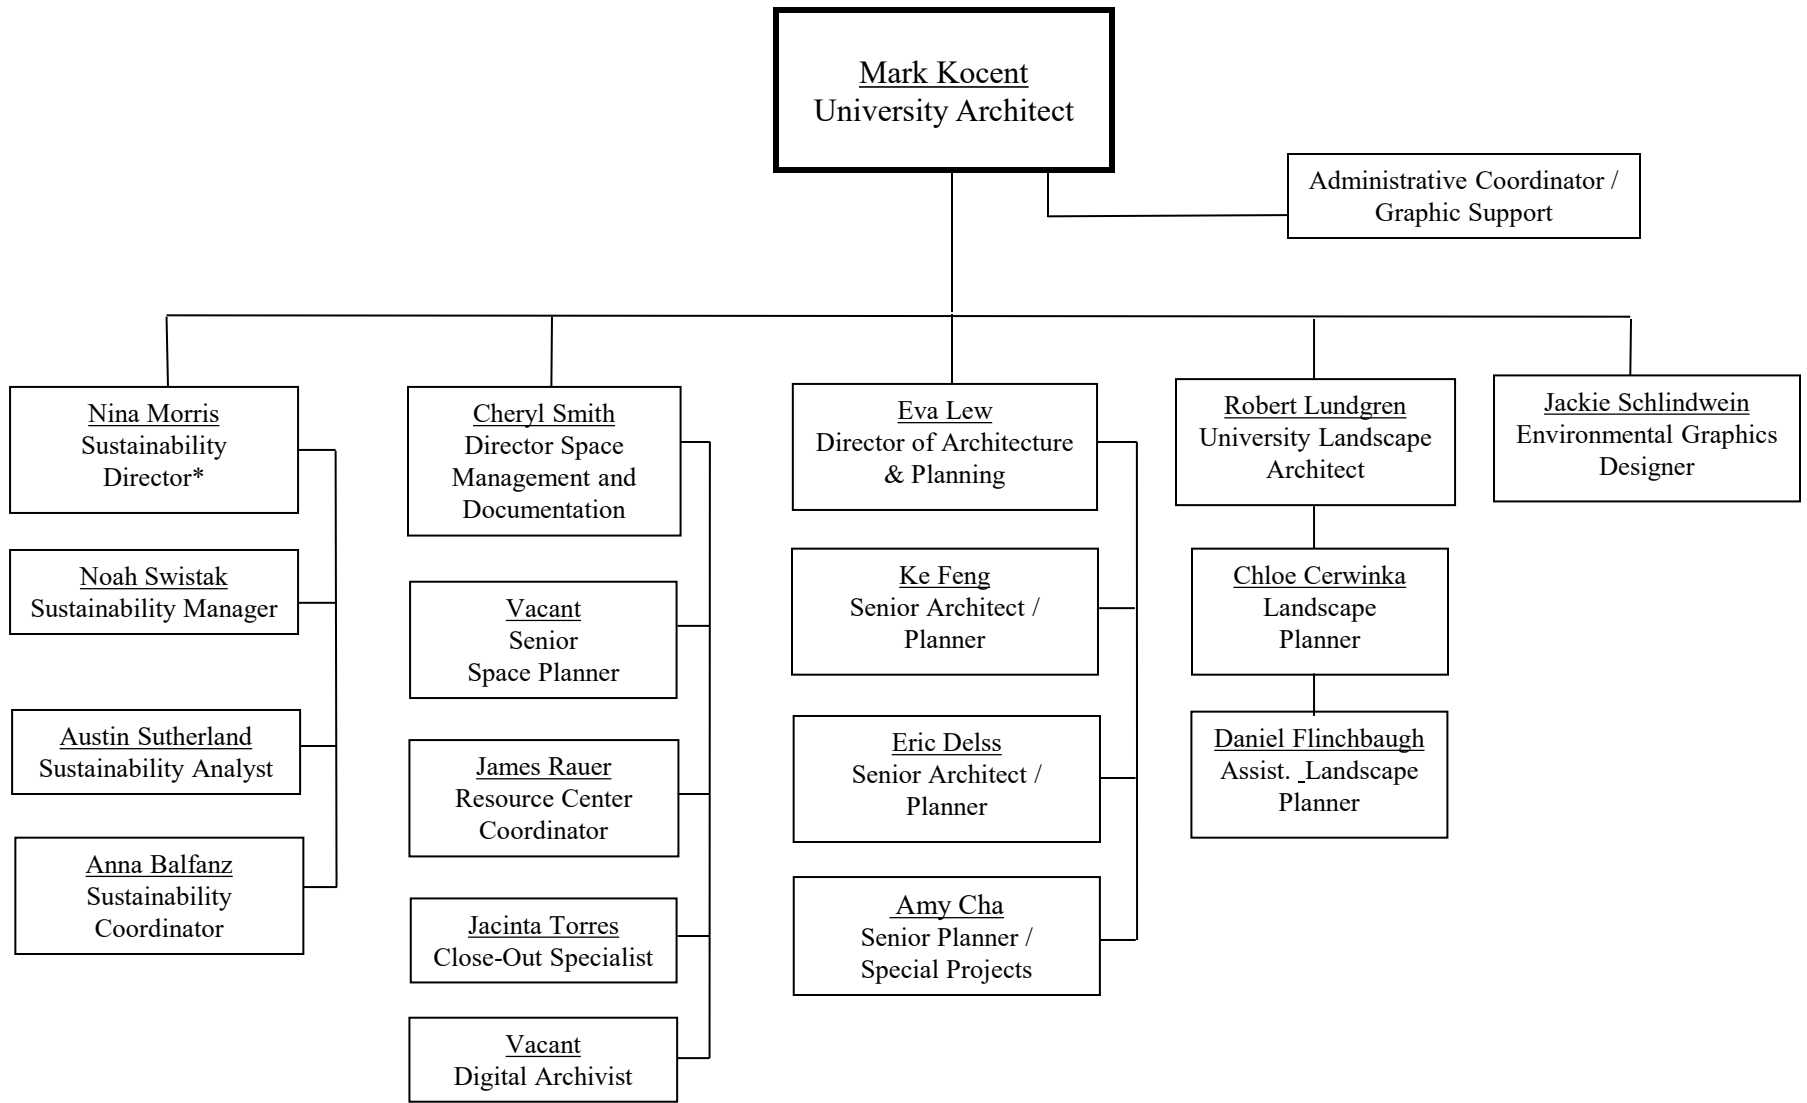 Mark Kocent
University Architect
Administrative Coordinator /
Graphic Support
Nina Morris
Sustainability
Director*
Noah Swistak
Sustainability Manager
Austin Sutherland
Sustainability Analyst
Anna Balfanz
Sustainability
Coordinator
Cheryl Smith
Director Space
Management and
Documentation
Vacant
Senior
Space Planner
James Rauer
Resource Center
Coordinator
Jacinta Torres
Close-Out Specialist
Vacant
Digital Archivist
Eva Lew
Director of Architecture
& Planning
Ke Feng
Senior Architect /
Planner
Eric Delss
Senior Architect /
Planner
Amy Cha
Senior Planner /
Special Projects
Robert Lundgren
University Landscape
Architect
Chloe Cerwinka
Landscape
Planner
Daniel Flinchbaugh
Assist. Landscape
Planner
Jackie Schlindwein
Environmental Graphics
Designer